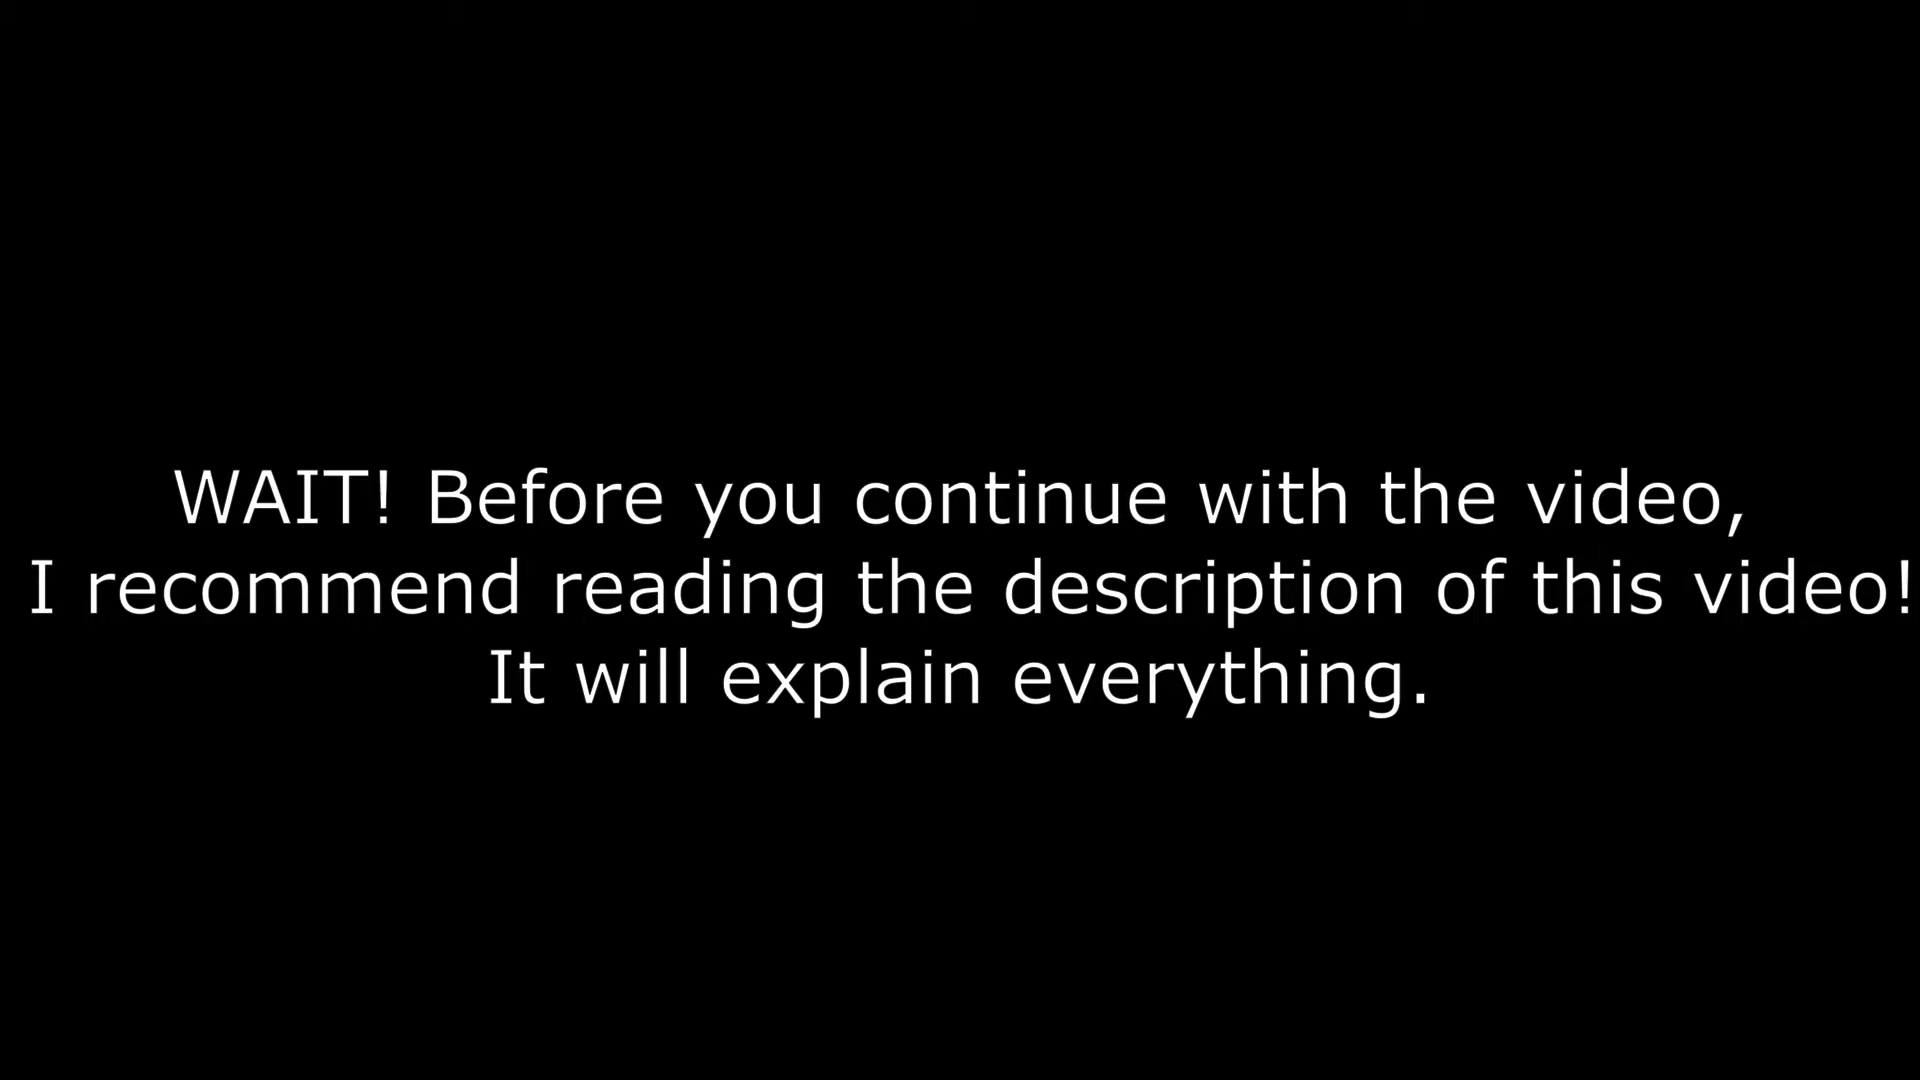 WAIT! Before you continue with the video,
I recommend reading the description of this video!
It will explain everything.